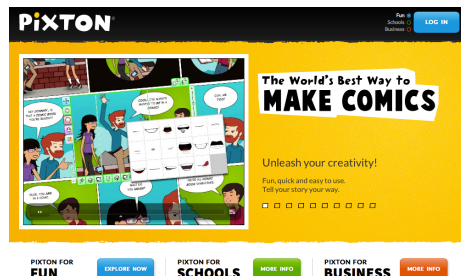 PiXTON
Fun
Schools
Business
LOG IN
The World's Best Way to
MAKE COMICS
Unleash your creativity!
Fun, quick and easy to use.
Tell your story your way.
PIXTON FOR
FUN
EXPLORE NOW
PIXTON FOR
SCHOOLS
MORE INFO
PIXTON FOR
BUSINESS
MORE INFO